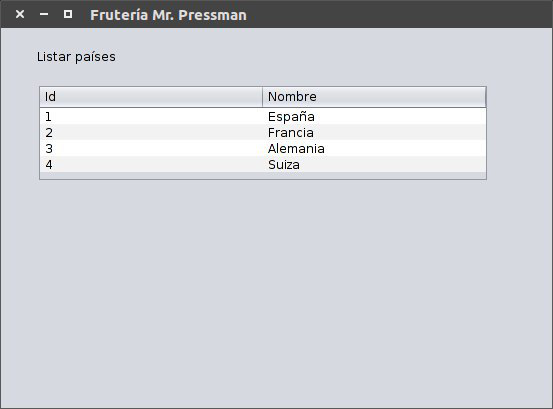 Frutería Mr. Pressman
Listar países
Id Nombre
1 España
2 Francia
3 Alemania
4 Suiza